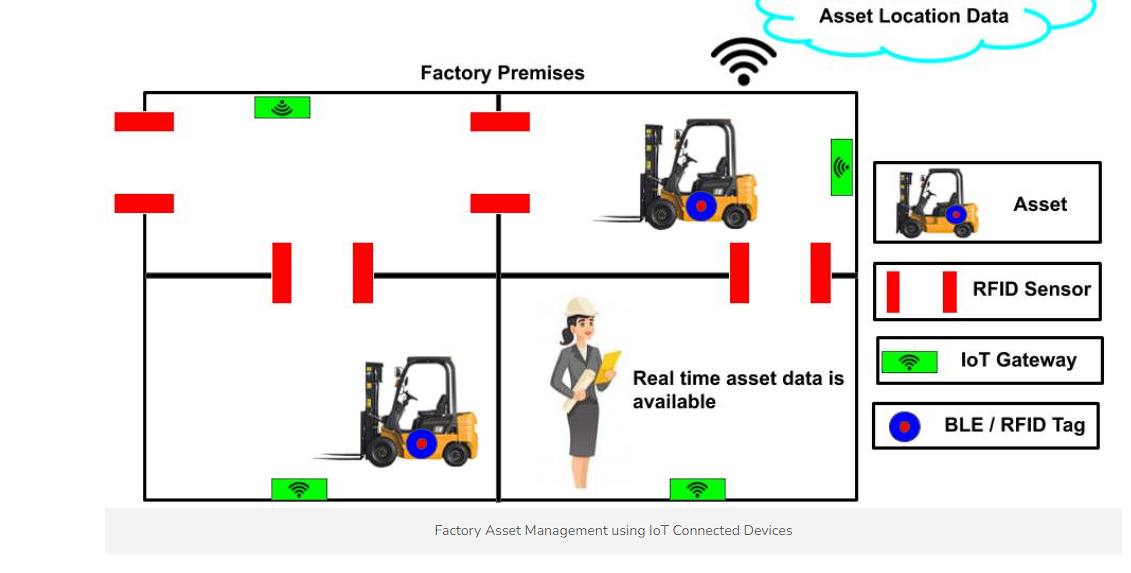 Asset Location Data
Factory Premises
Asset
RFID Sensor
IoT Gateway
Real time asset data is
available
BLE / RFID Tag
Factory Asset Management using IoT Connected Devices